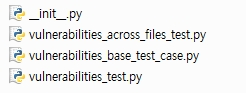 __init__.py
vulnerabilities_across_files_test.py
vulnerabilities_base_test_case.py
vulnerabilities_test.py